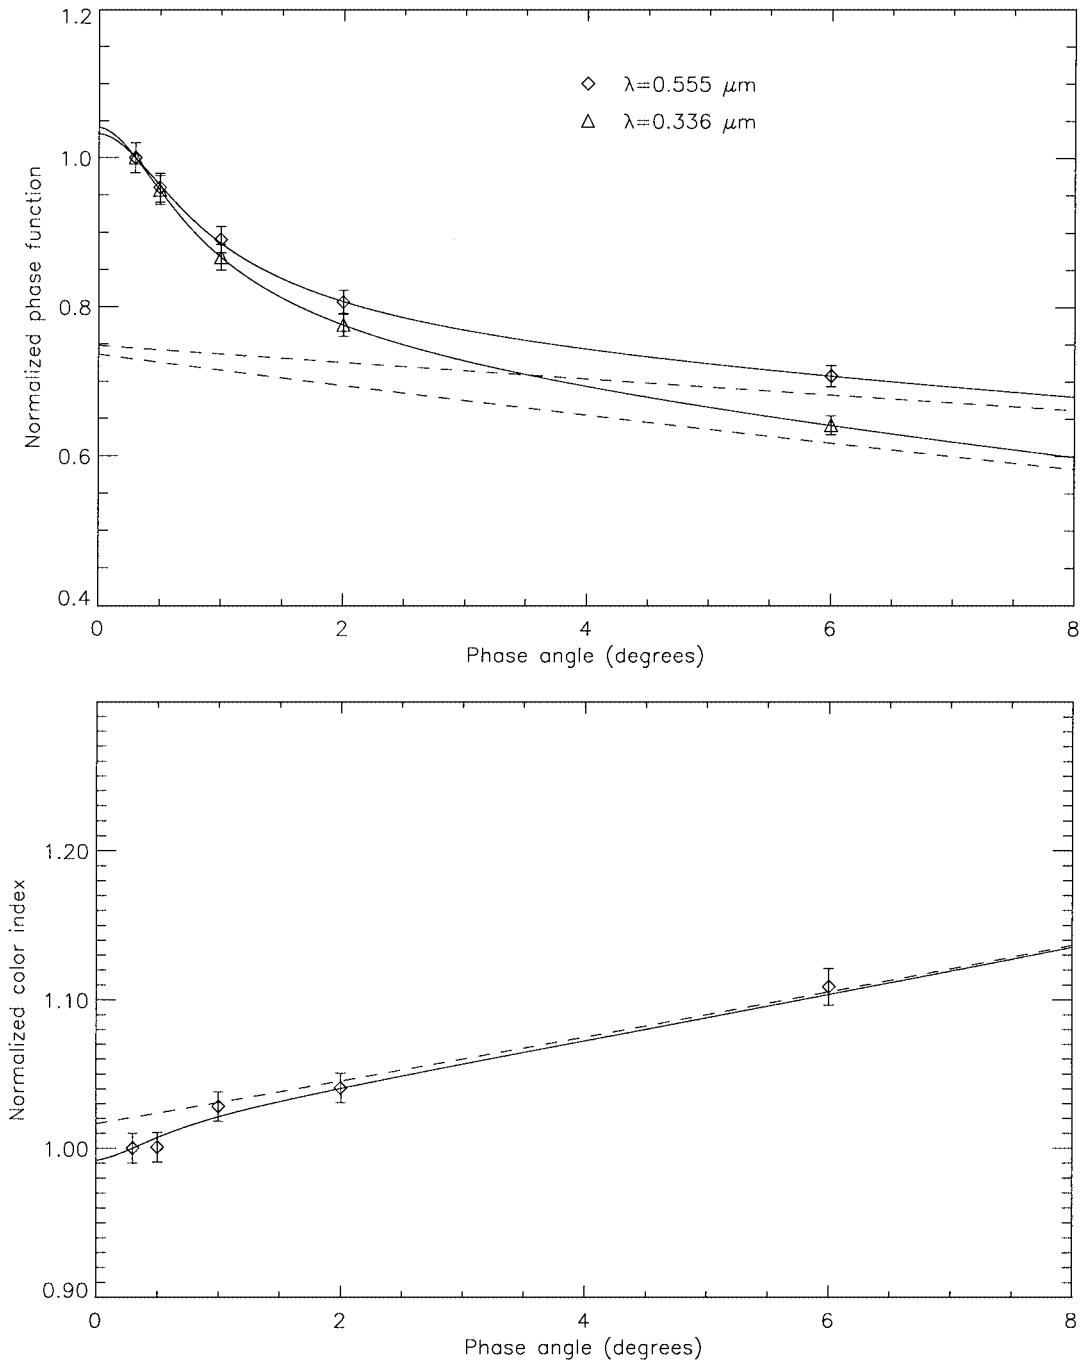 1.2
1.0
0.8
0.6
0.4
Normalized phase function
λ=0.555 μm
λ=0.336 μm
0 2 4 6 8
Phase angle (degrees)
1.20
1.10
1.00
0.90
Normalized color index
0 2 4 6 8
Phase angle (degrees)